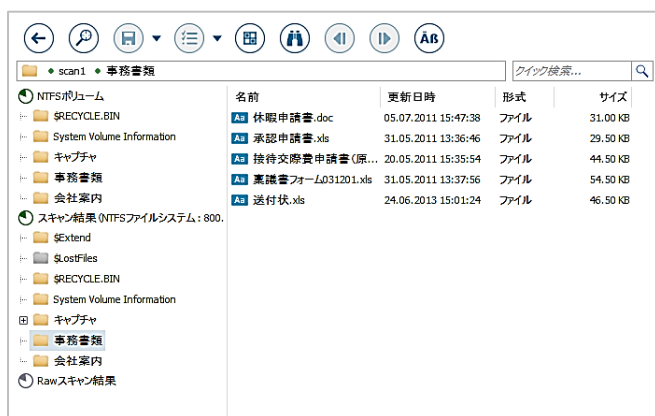 Äß
scan1 • 事務書類
クイック検索...
NTFSボリューム
$RECYCLE.BIN
System Volume Information
キャプチャ
事務書類
会社案内
スキャン結果 (NTFSファイルシステム : 800.
$Extend
$LostFiles
$RECYCLE.BIN
System Volume Information
キャプチャ
事務書類
会社案内
Rawスキャン結果
名前 更新日時 形式 サイズ
Aa 休暇申請書.doc 05.07.2011 15:47:38 ファイル 31.00 KB
Aa 承認申請書.xls 31.05.2011 13:36:46 ファイル 29.50 KB
Aa 接待交際費申請書(原... 20.05.2011 15:35:54 ファイル 44.50 KB
Aa 稟議書フォーム031201.xls 31.05.2011 13:37:56 ファイル 54.50 KB
Aa 送付状.xls 24.06.2013 15:01:24 ファイル 46.50 KB